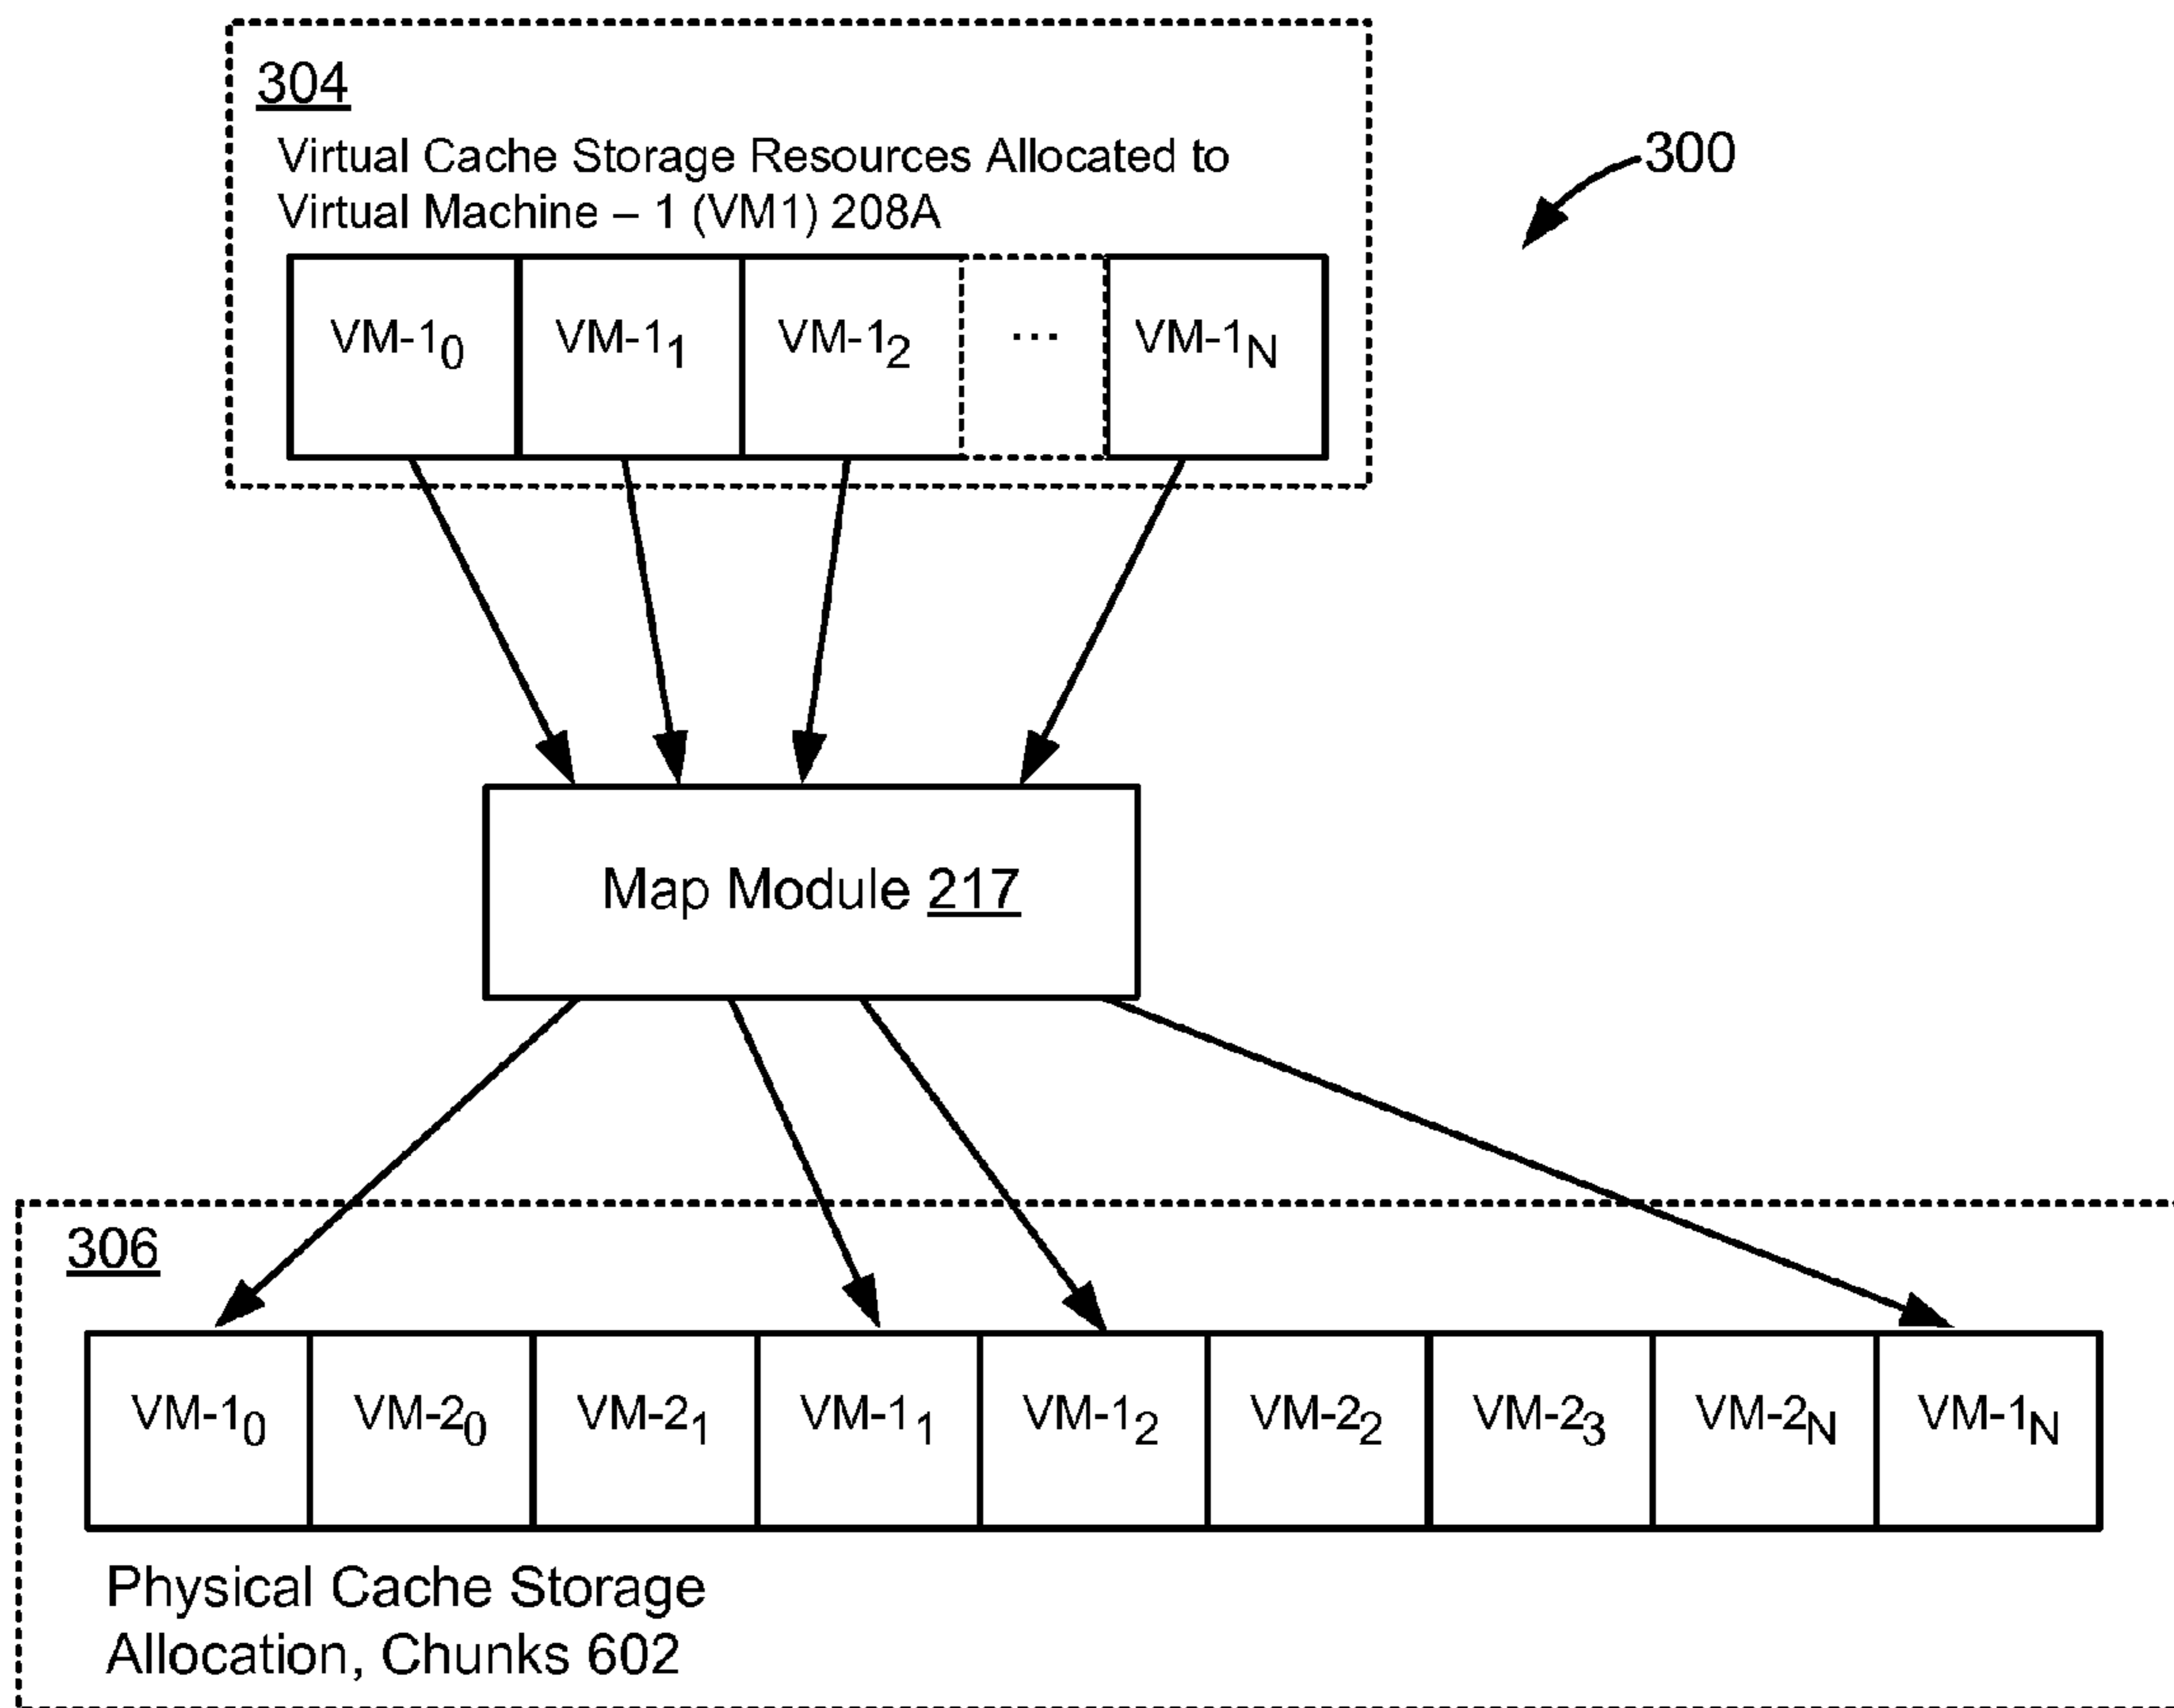 304
Virtual Cache Storage Resources Allocated to
Virtual Machine – 1 (VM1) 208A
300
VM-10 VM-11 VM-12 ... VM-1N
Map Module 217
306
VM-10 VM-20 VM-21 VM-11 VM-12 VM-22 VM-23 VM-2N VM-1N
Physical Cache Storage
Allocation, Chunks 602